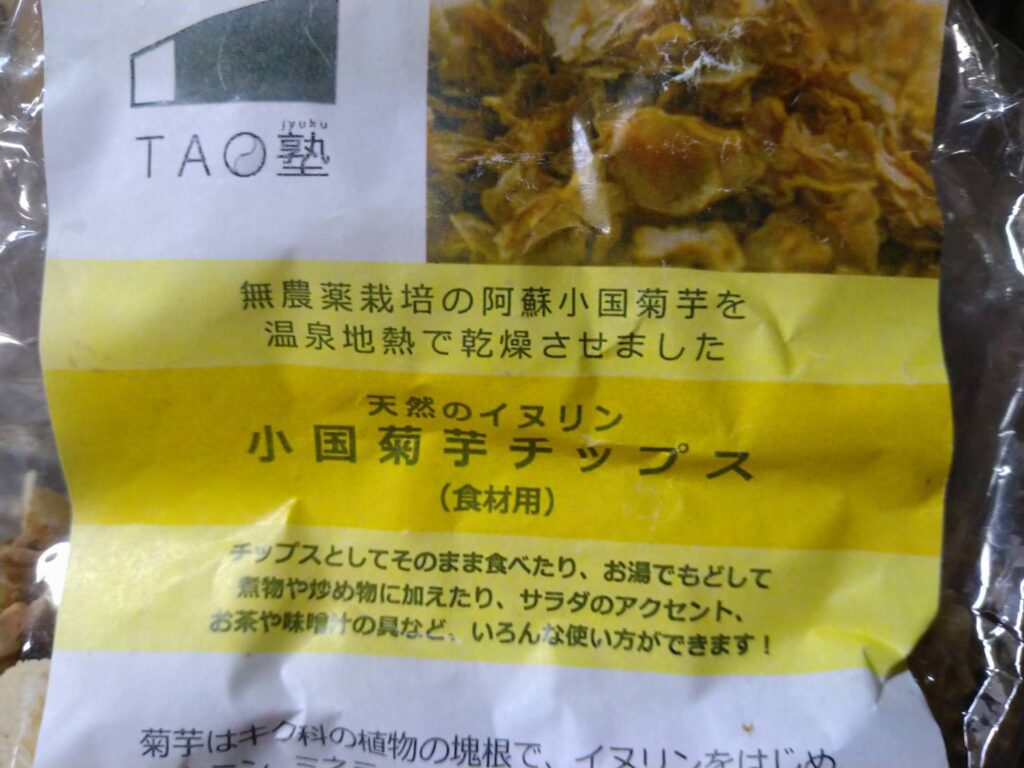 jyuku
TAO塾
無農薬栽培の阿蘇小国菊芋を
温泉地熱で乾燥させました
天然のイヌリン
小国菊芋チップス
(食材用)
チップスとしてそのまま食べたり、お湯でもどして
煮物や炒め物に加えたり、サラダのアクセント、
お茶や味噌汁の具など、いろんな使い方ができます!
菊芋はキク科の植物の塊根で、イヌリンをはじめ